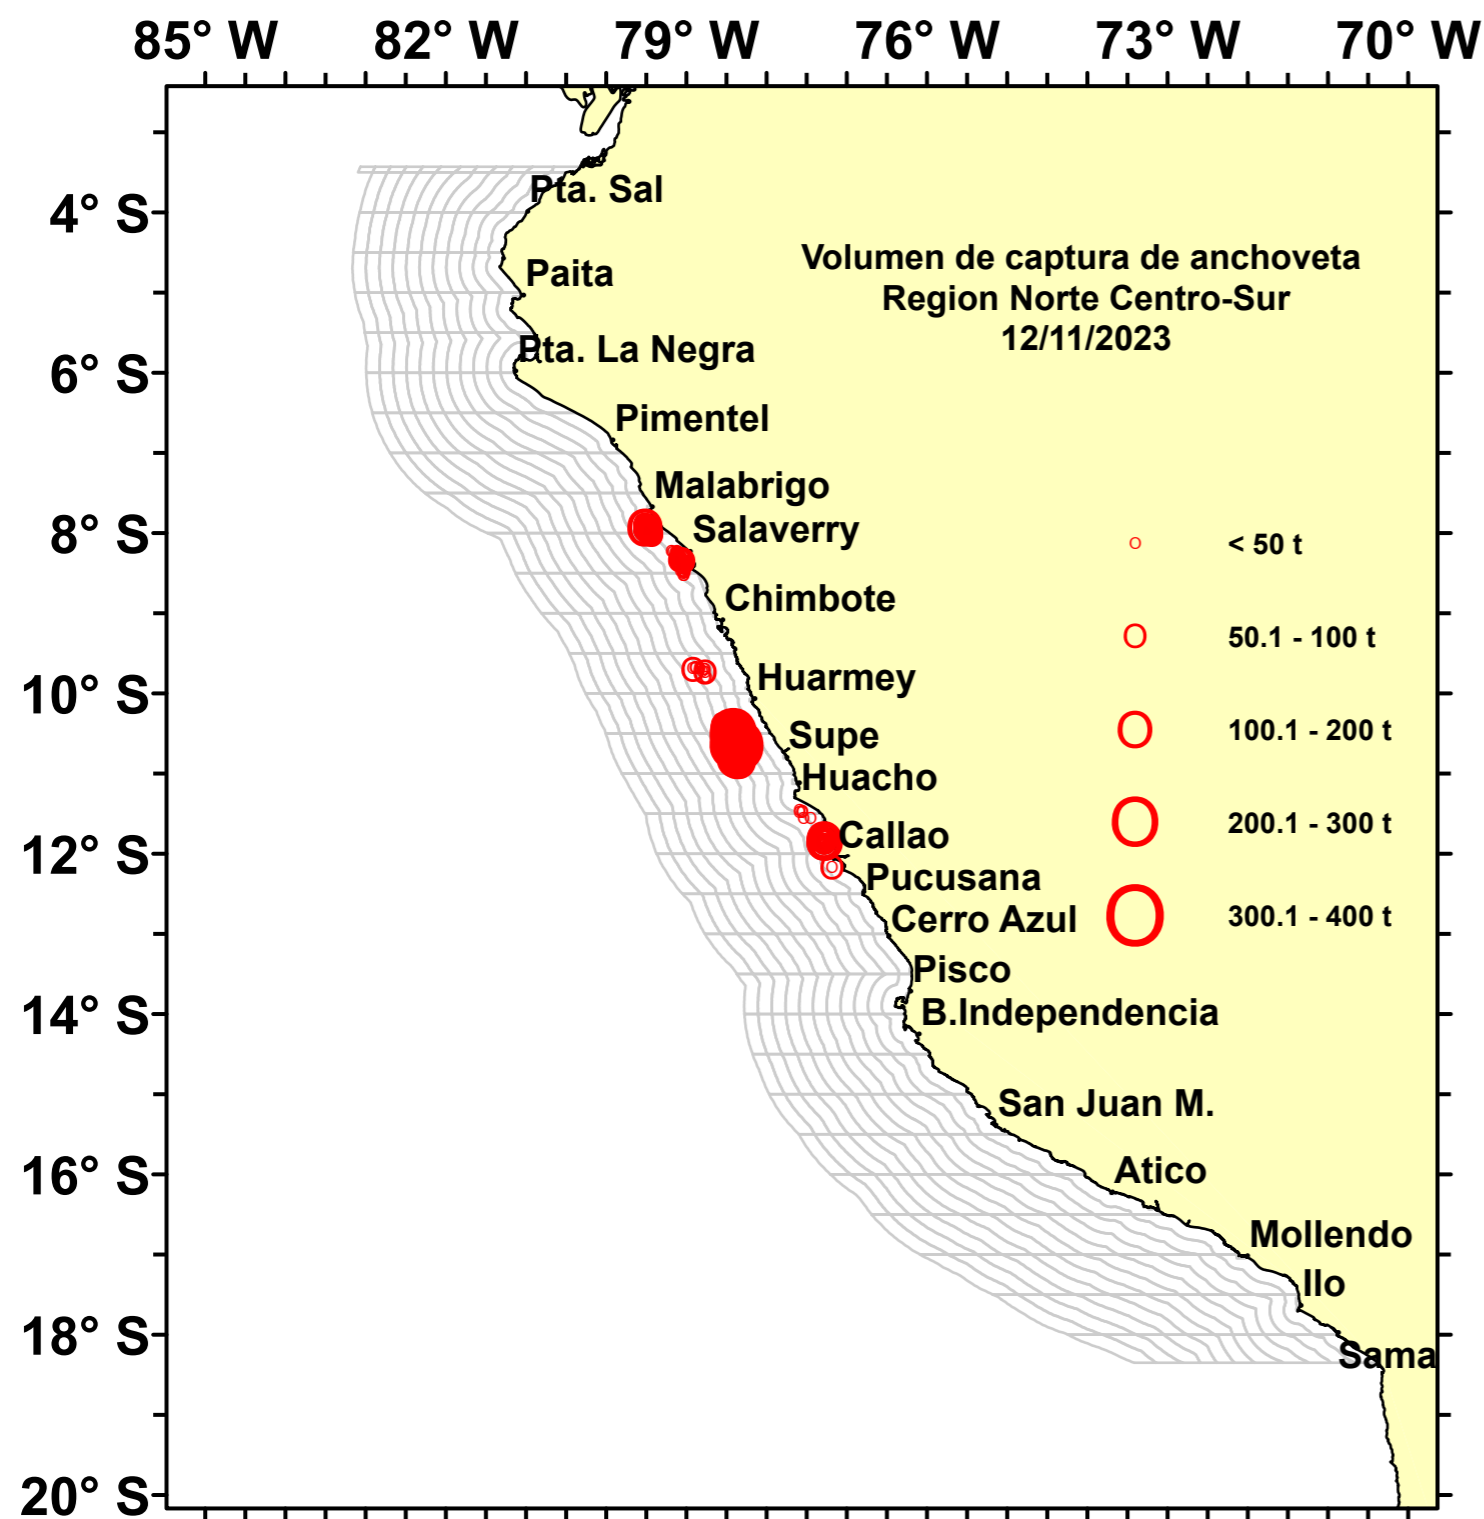 85° W 82° W 79° W 76° W 73° W 70° W
4° S
6° S
8° S
10° S
12° S
14° S
16° S
18° S
20° S
Volumen de captura de anchoveta
Region Norte Centro-Sur
12/11/2023
Pta. Sal
Paita
Pta. La Negra
Pimentel
Malabrigo
Salaverry
Chimbote
Huarmey
Supe
Huacho
Callao
Pucusana
Cerro Azul
Pisco
B.Independencia
San Juan M.
Atico
Mollendo
Ilo
Sama
< 50 t
50.1 - 100 t
100.1 - 200 t
200.1 - 300 t
300.1 - 400 t